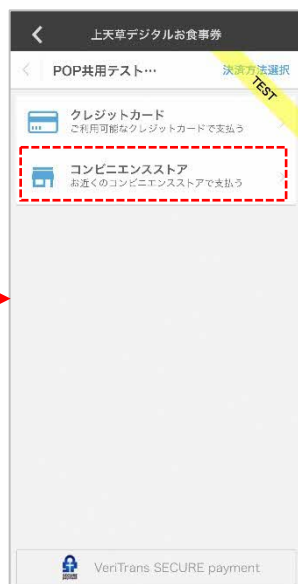 上天草デジタルお食事券
POP共用テスト… 決済方法選択
TEST
クレジットカード
ご利用可能なクレジットカードで支払う
コンビニエンスストア
お近くのコンビニエンスストアで支払う
VeriTrans SECURE payment